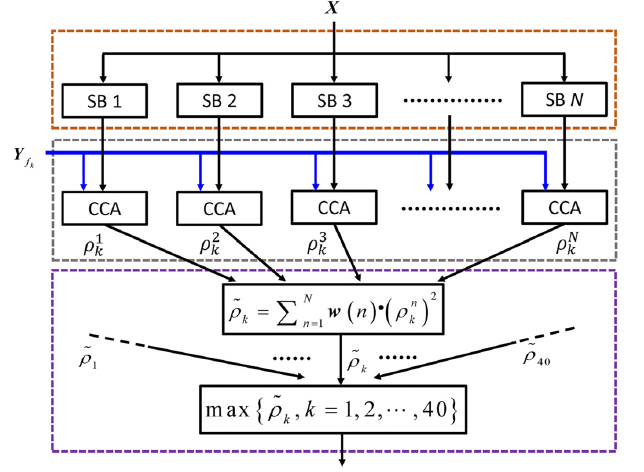 X
SB 1 SB 2 SB 3 ·············· SB N
Y_{f_k}
CCA CCA CCA ·············· CCA
ρ_k^1 ρ_k^2 ρ_k^3 ρ_k^N
ρ̃_k = ∑_{n=1}^{N} w(n)•(ρ_k^n)^2
ρ̃_1 ······ ρ̃_k ······ ρ̃_40
max{ρ̃_k, k = 1, 2, ⋯, 40}